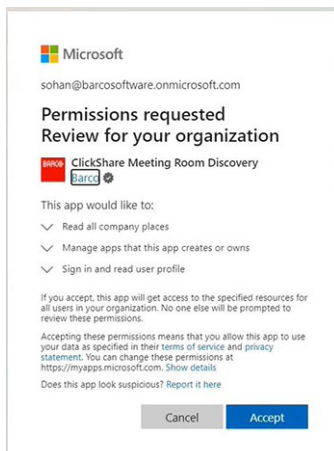 Microsoft
sohan@barcosoftware.onmicrosoft.com
Permissions requested
Review for your organization
BARCO
ClickShare Meeting Room Discovery
Barco
This app would like to:
Read all company places
Manage apps that this app creates or owns
Sign in and read user profile
If you accept, this app will get access to the specified resources for
all users in your organization. No one else will be prompted to
review these permissions.
Accepting these permissions means that you allow this app to use
your data as specified in their terms of service and privacy
statement. You can change these permissions at
https://myapps.microsoft.com. Show details
Does this app look suspicious? Report it here
Cancel
Accept